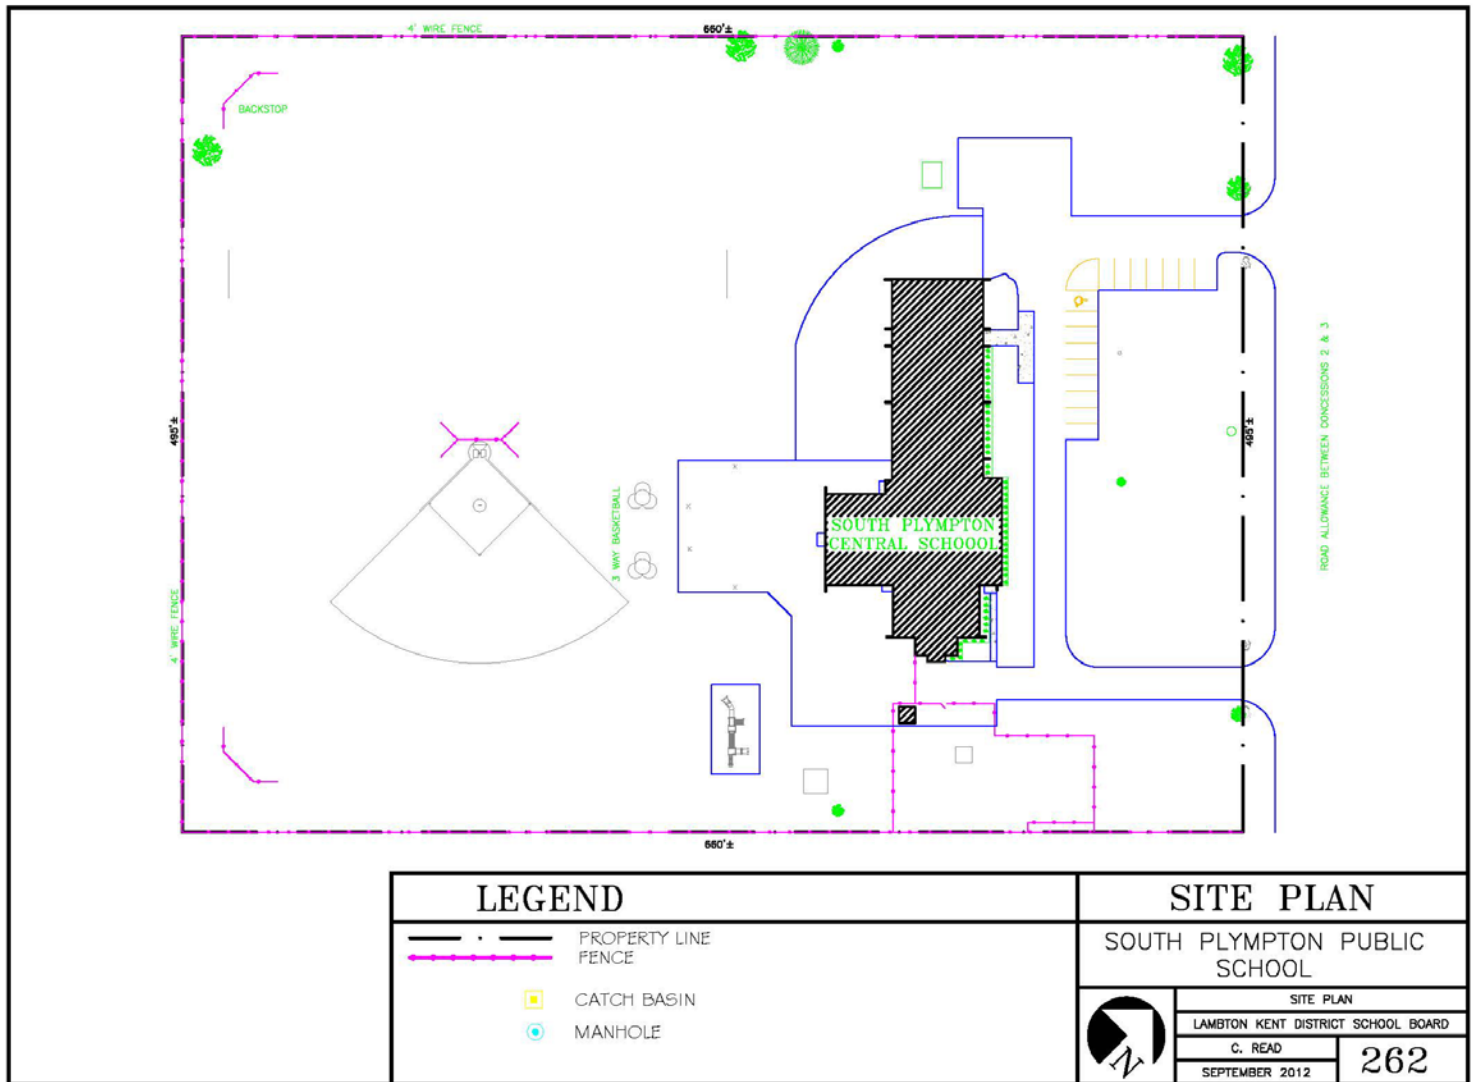 4' WIRE FENCE
660'±
BACKSTOP
495'±
4' WIRE FENCE
3 WAY BASKETBALL
SOUTH PLYMPTON
CENTRAL SCHOOOL
495'±
ROAD ALLOWANCE BETWEEN CONCESSIONS 2 & 3
660'±
LEGEND
PROPERTY LINE
FENCE
CATCH BASIN
MANHOLE
SITE PLAN
SOUTH PLYMPTON PUBLIC
SCHOOL
N
SITE PLAN
LAMBTON KENT DISTRICT SCHOOL BOARD
C. READ
SEPTEMBER 2012
262